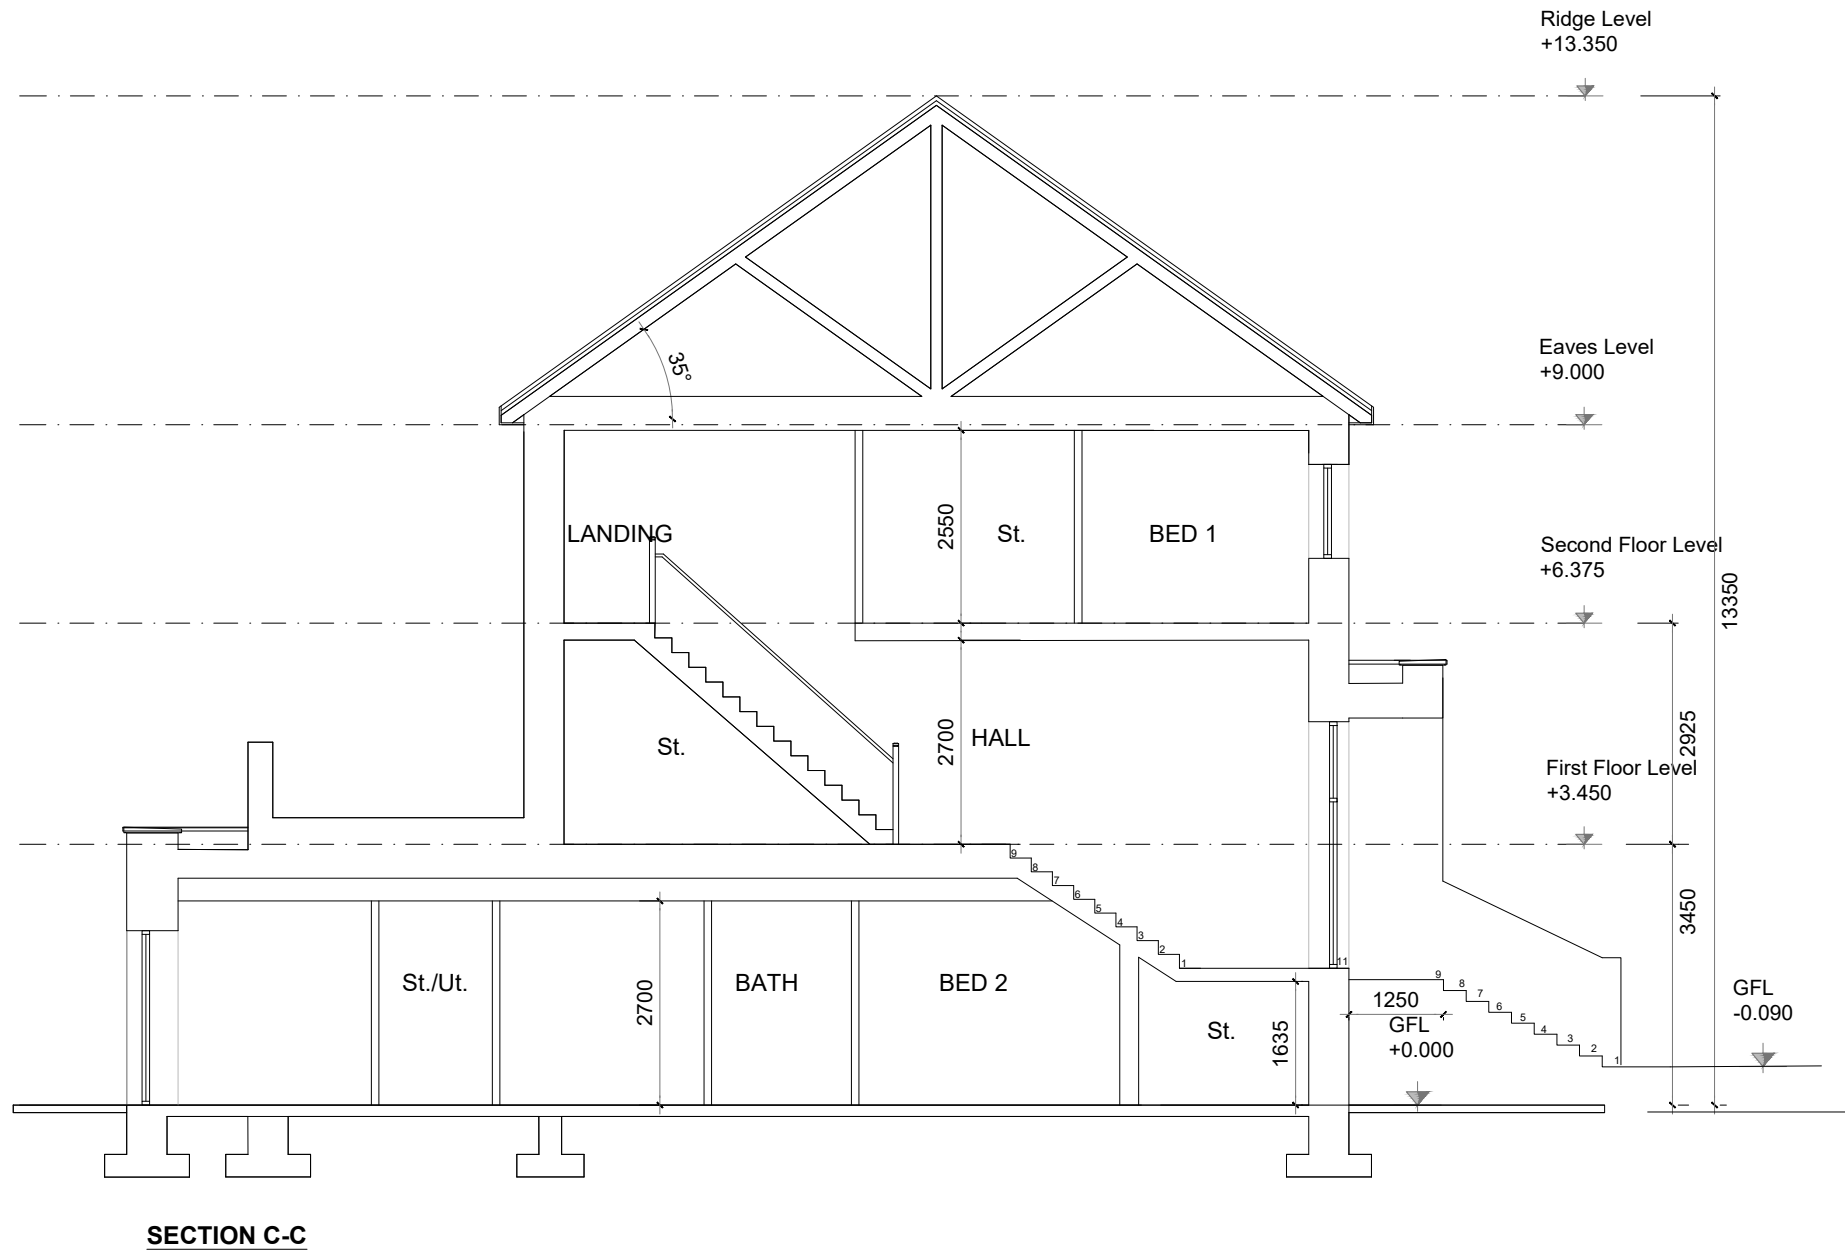 Ridge Level
+13.350
35°
Eaves Level
+9.000
LANDING
2550
St.
BED 1
Second Floor Level
+6.375
13350
St.
2700
HALL
2925
First Floor Level
+3.450
9
8
7
6
5
4
3
2
1
11
3450
St./Ut.
2700
BATH
BED 2
St.
1635
1250
GFL
+0.000
9
8
7
6
5
4
3
2
1
GFL
-0.090
SECTION C-C